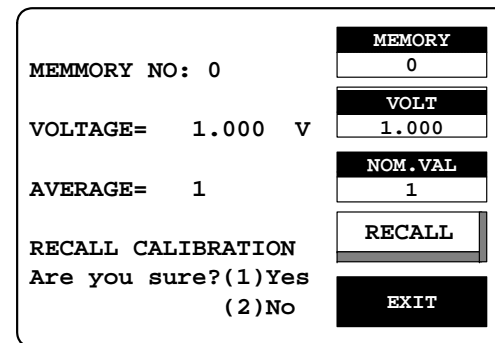 MEMMORY NO: 0
VOLTAGE= 1.000 V
AVERAGE= 1
RECALL CALIBRATION
Are you sure?(1)Yes
(2)No
MEMORY
0
VOLT
1.000
NOM.VAL
1
RECALL
EXIT